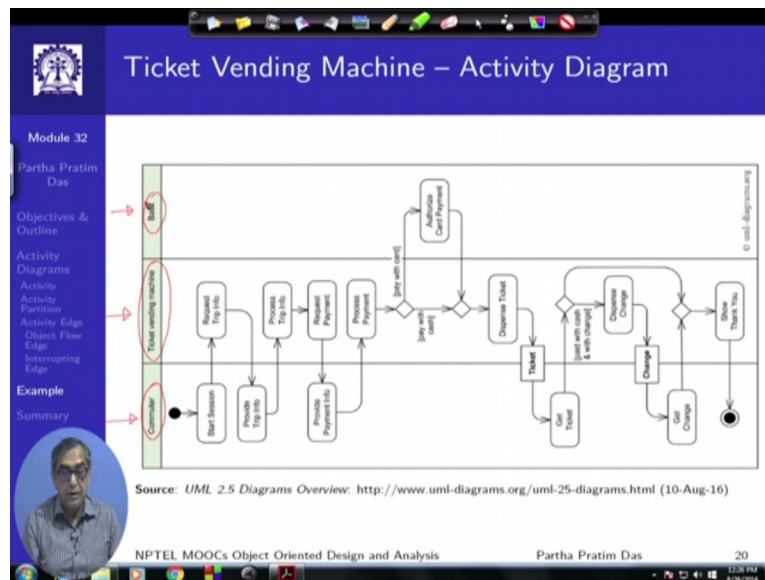 Ticket Vending Machine – Activity Diagram
Module 32
Partha Pratim
Das
Objectives &
Outline
Activity
Diagrams
Activity
Activity
Partition
Activity Edge
Object Flow
Edge
Interrupting
Edge
Example
Summary
Bank
Ticket vending machine
Commuter
Authorize
Card Payment
[pay with card]
[pay with
cash]
Request
Trip Info
Process
Trip Info
Request
Payment
Process
Payment
Dispense Ticket
Ticket
[paid with cash
& with change]
Dispense
Change
Change
Show
Thank You
Start Session
Provide
Trip Info
Provide
Payment Info
Get
Ticket
Get
Change
© uml-diagrams.org
Source: UML 2.5 Diagrams Overview: http://www.uml-diagrams.org/uml-25-diagrams.html (10-Aug-16)
NPTEL MOOCs Object Oriented Design and Analysis Partha Pratim Das 20
12:26 PM